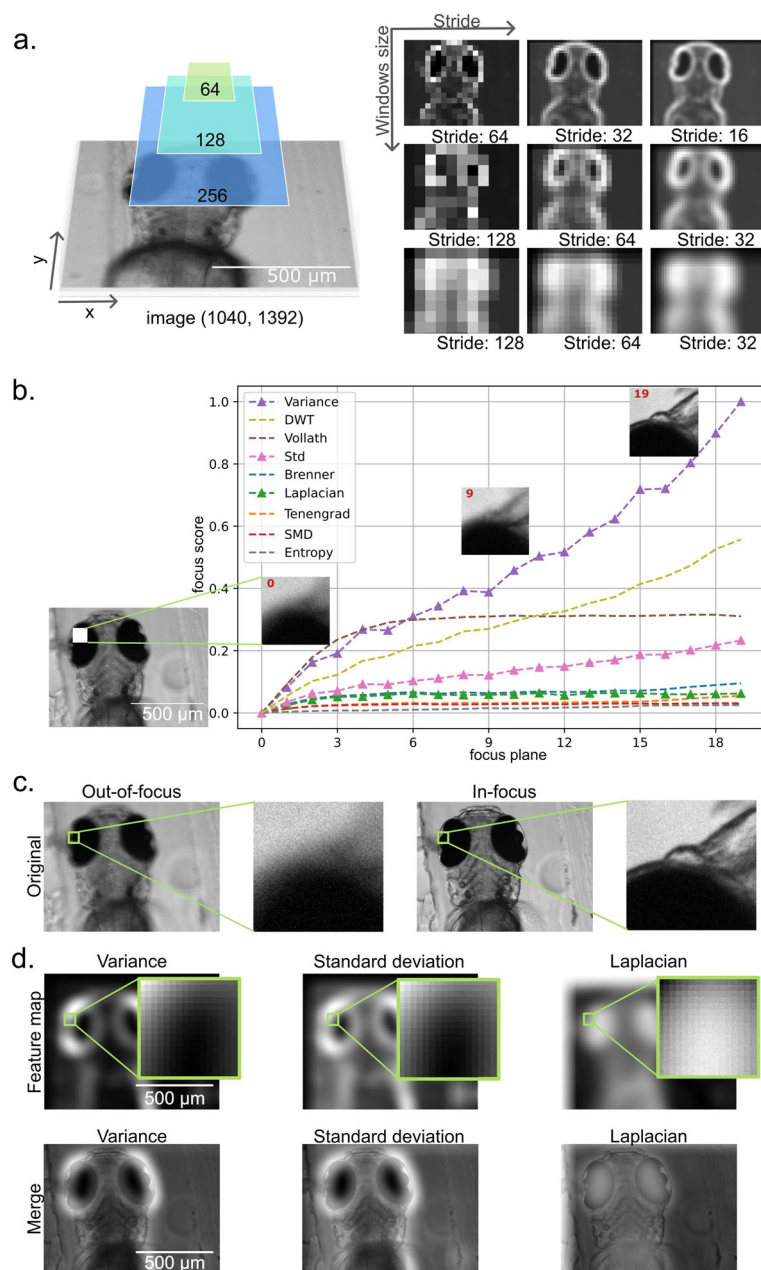 a.
64
128
256
500 µm
y
x
image (1040, 1392)
Stride
Windows size
Stride: 64
Stride: 32
Stride: 16
Stride: 128
Stride: 64
Stride: 32
Stride: 128
Stride: 64
Stride: 32
b.
1.0
0.8
0.6
0.4
0.2
0.0
focus score
Variance
DWT
Vollath
Std
Brenner
Laplacian
Tenengrad
SMD
Entropy
19
9
0
500 µm
0
3
6
9
12
15
18
focus plane
c.
Out-of-focus
In-focus
Original
d.
Variance
Standard deviation
Laplacian
Feature map
500 µm
Variance
Standard deviation
Laplacian
Merge
500 µm